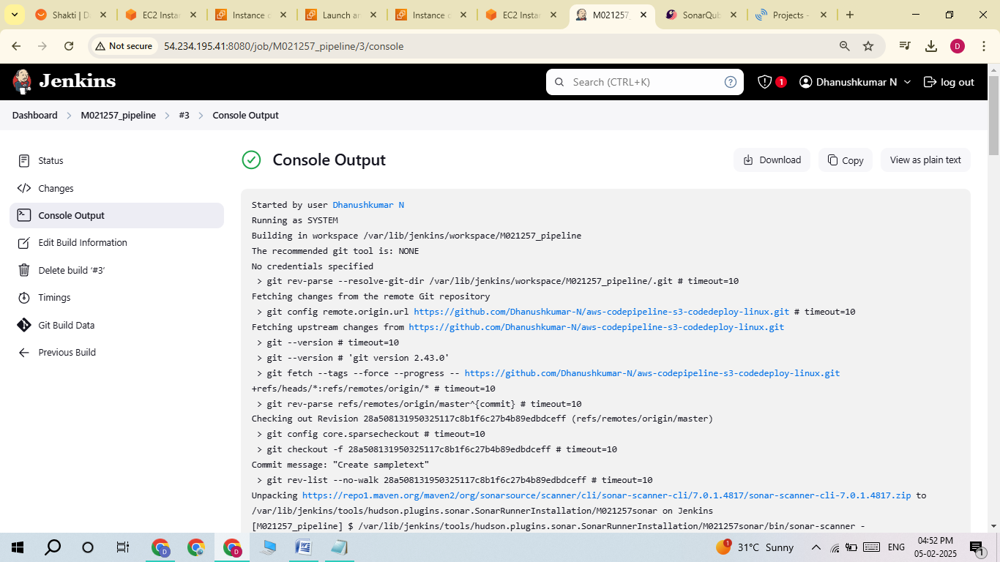 Shakti | D
EC2 Instan
Instance c
Launch an
Instance c
EC2 Instan
M021257_
SonarQub
Projects -
Not secure
54.234.195.41:8080/job/M021257_pipeline/3/console
D
Jenkins
Search (CTRL+K)
?
1
Dhanushkumar N
log out
Dashboard
M021257_pipeline
#3
Console Output
Status
Changes
Console Output
Edit Build Information
Delete build ‘#3’
Timings
Git Build Data
Previous Build
Console Output
Download
Copy
View as plain text
Started by user Dhanushkumar N
Running as SYSTEM
Building in workspace /var/lib/jenkins/workspace/M021257_pipeline
The recommended git tool is: NONE
No credentials specified
> git rev-parse --resolve-git-dir /var/lib/jenkins/workspace/M021257_pipeline/.git # timeout=10
Fetching changes from the remote Git repository
> git config remote.origin.url https://github.com/Dhanushkumar-N/aws-codepipeline-s3-codedeploy-linux.git # timeout=10
Fetching upstream changes from https://github.com/Dhanushkumar-N/aws-codepipeline-s3-codedeploy-linux.git
> git --version # timeout=10
> git --version # 'git version 2.43.0'
> git fetch --tags --force --progress -- https://github.com/Dhanushkumar-N/aws-codepipeline-s3-codedeploy-linux.git
+refs/heads/*:refs/remotes/origin/* # timeout=10
> git rev-parse refs/remotes/origin/master^{commit} # timeout=10
Checking out Revision 28a508131950325117c8b1f6c27b4b89edbdceff (refs/remotes/origin/master)
> git config core.sparsecheckout # timeout=10
> git checkout -f 28a508131950325117c8b1f6c27b4b89edbdceff # timeout=10
Commit message: "Create sampletext"
> git rev-list --no-walk 28a508131950325117c8b1f6c27b4b89edbdceff # timeout=10
Unpacking https://repo1.maven.org/maven2/org/sonarsource/scanner/cli/sonar-scanner-cli/7.0.1.4817/sonar-scanner-cli-7.0.1.4817.zip to
/var/lib/jenkins/tools/hudson.plugins.sonar.SonarRunnerInstallation/M021257sonar on Jenkins
[M021257_pipeline] $ /var/lib/jenkins/tools/hudson.plugins.sonar.SonarRunnerInstallation/M021257sonar/bin/sonar-scanner -
31°C Sunny
ENG
04:52 PM
05-02-2025
1